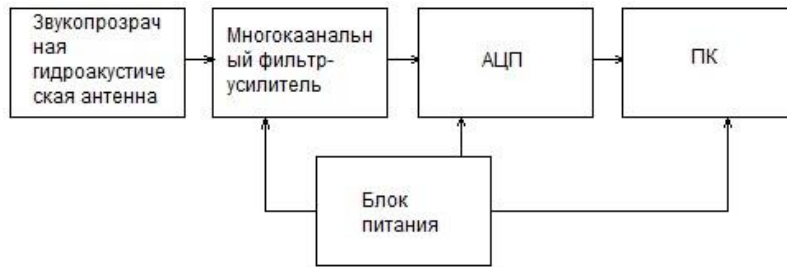 Звукопрозрач
ная
гидроакустиче
ская антенна
Многокаанальн
ый фильтр-
усилитель
АЦП
ПК
Блок
питания